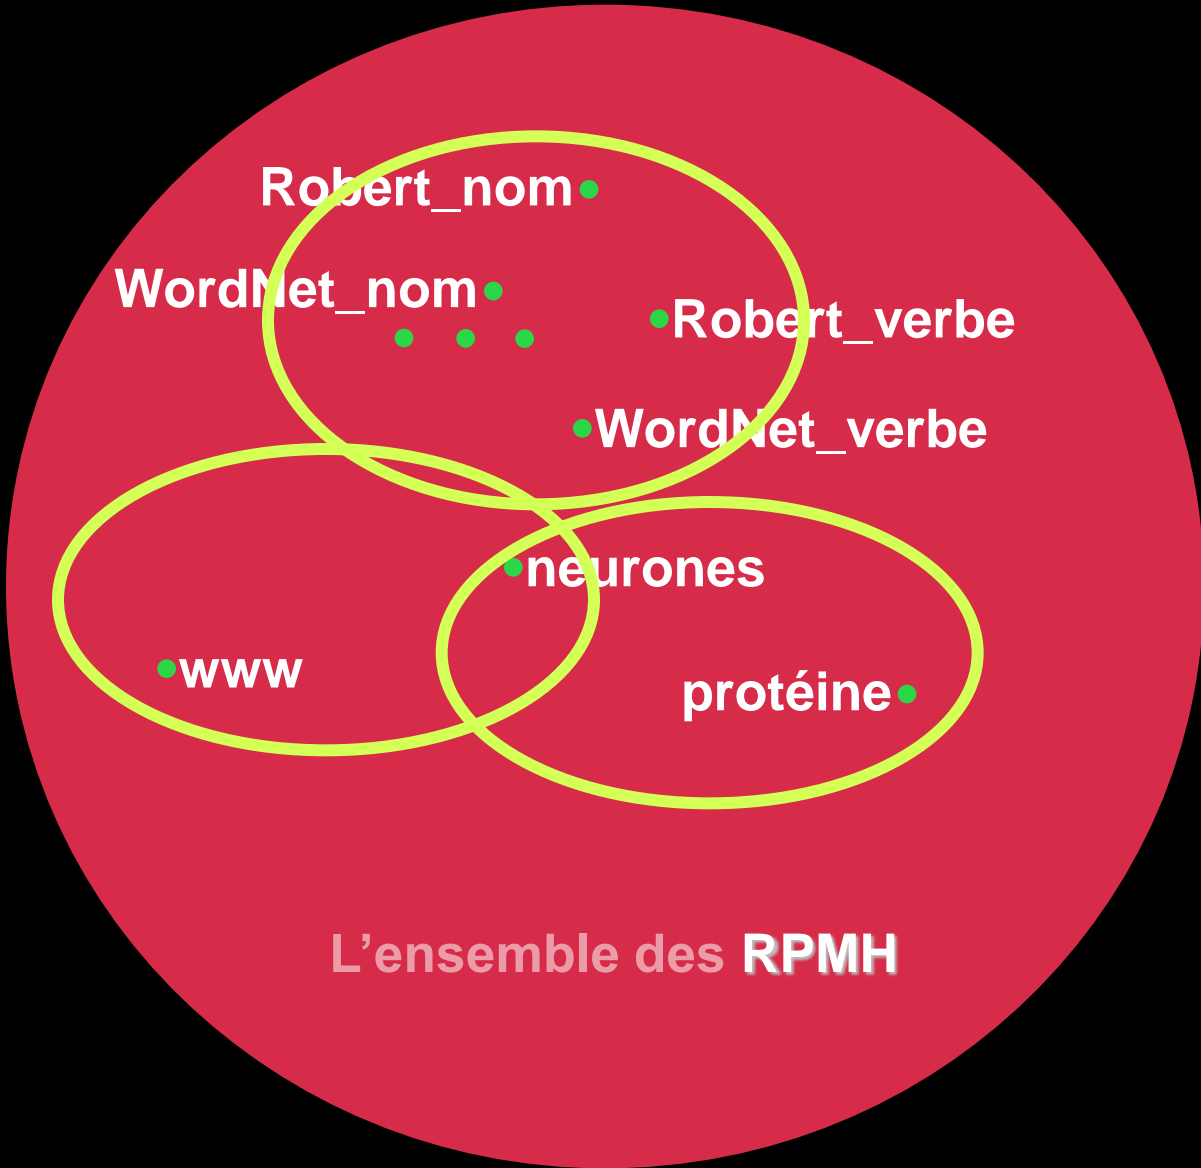 Robert_nom
WordNet_nom
Robert_verbe
WordNet_verbe
neurones
www
protéine
L’ensemble des RPMH